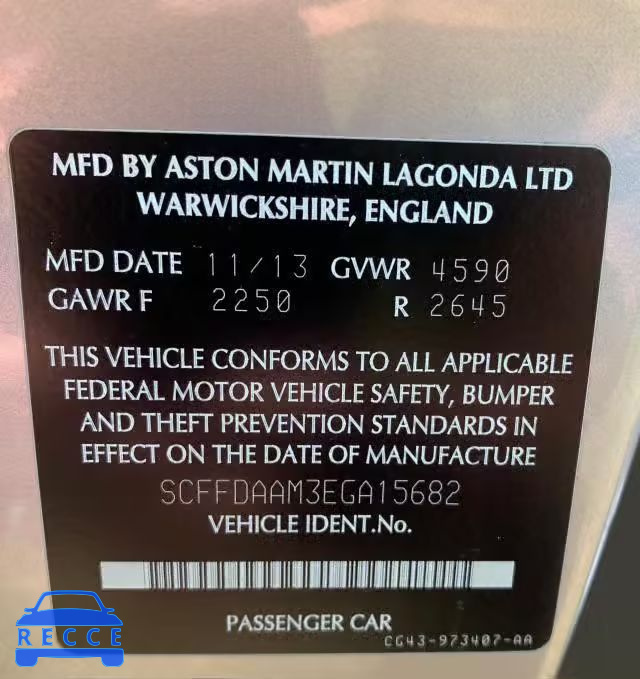 MFD BY ASTON MARTIN LAGONDA LTD
WARWICKSHIRE, ENGLAND
MFD DATE 11/13 GVWR 4590
GAWR F 2250 R 2645
THIS VEHICLE CONFORMS TO ALL APPLICABLE
FEDERAL MOTOR VEHICLE SAFETY, BUMPER
AND THEFT PREVENTION STANDARDS IN
EFFECT ON THE DATE OF MANUFACTURE
SCFFDAAM3EGA15682
VEHICLE IDENT.No.
PASSENGER CAR
CG43-973407-AA
RECCE